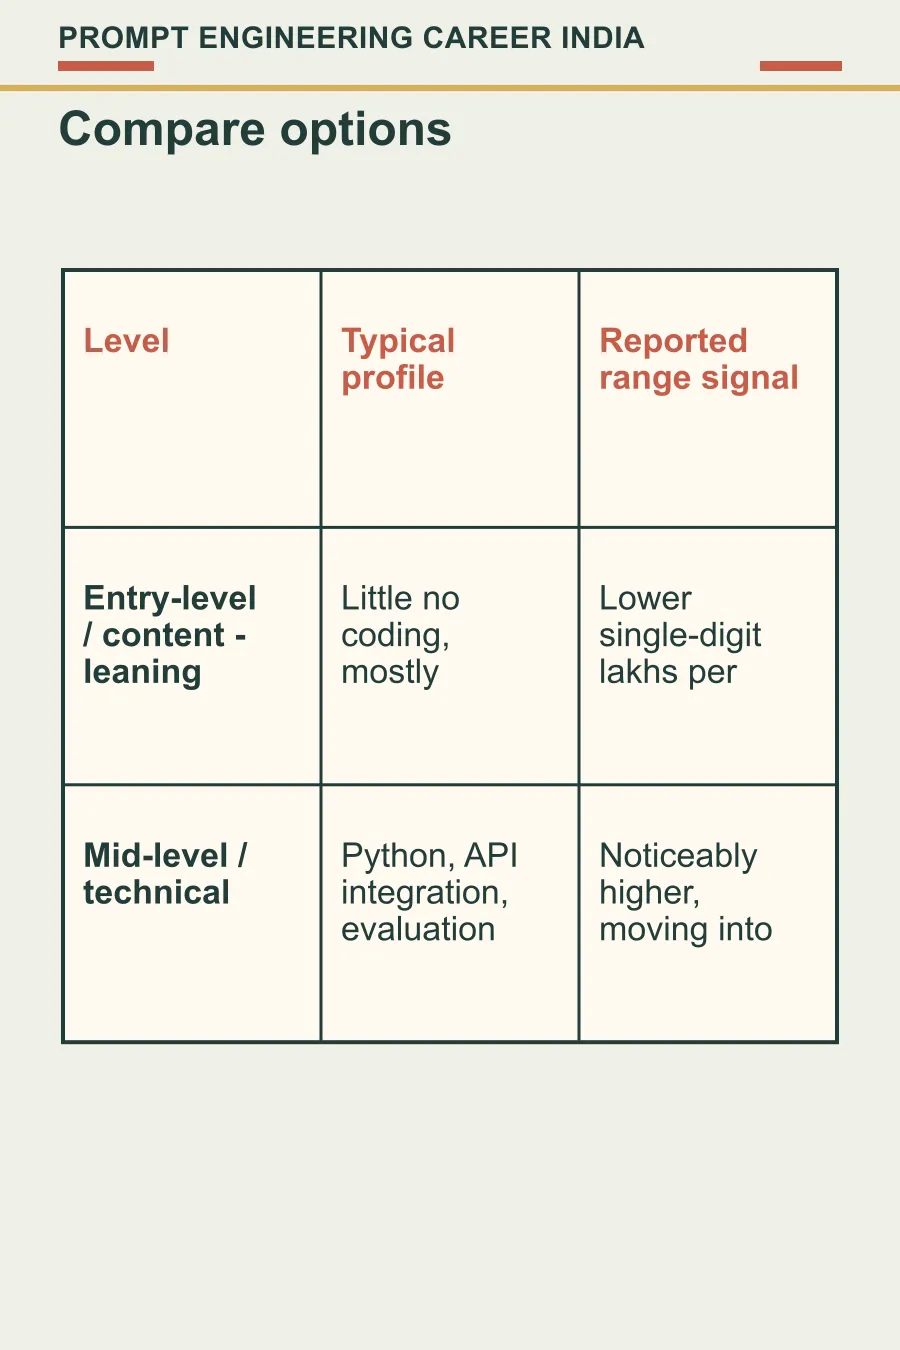 PROMPT ENGINEERING CAREER INDIA
Compare options
Level
Typical
profile
Reported
range signal
Entry-level
/ content -
leaning
Little no
coding,
mostly
Lower
single-digit
lakhs per
Mid-level /
technical
Python, API
integration,
evaluation
Noticeably
higher,
moving into